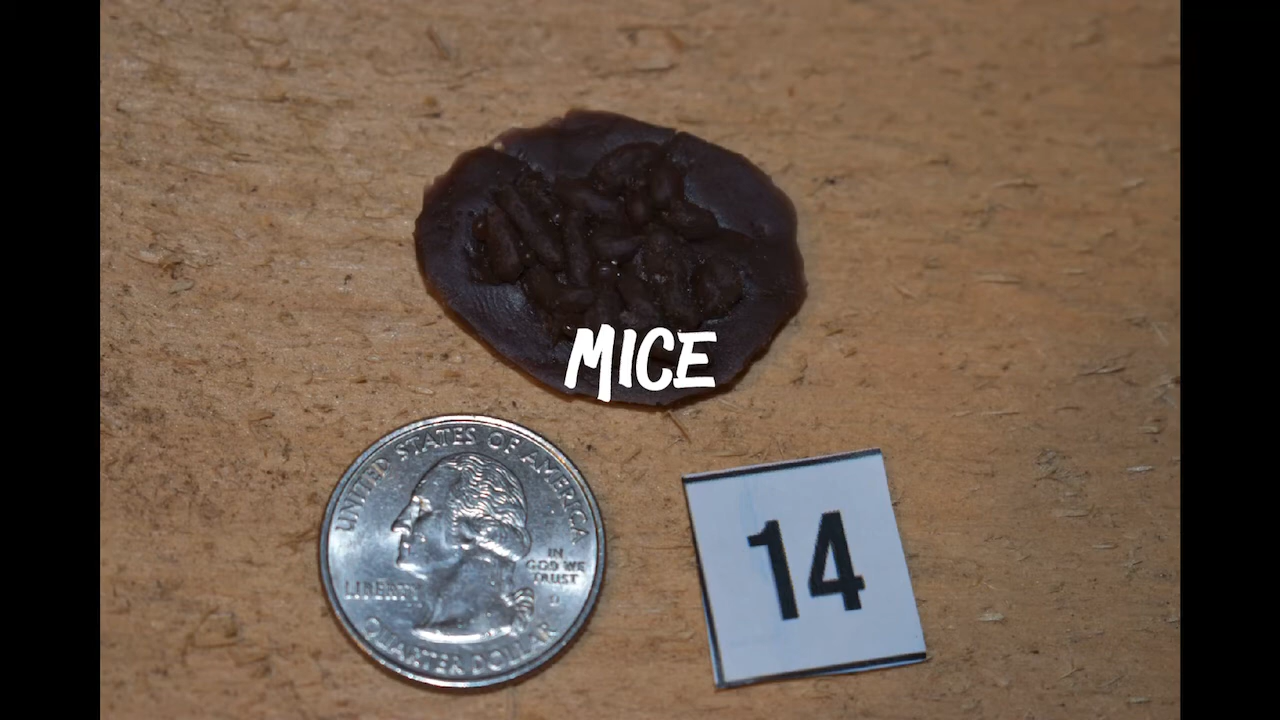 MICE
UNITED STATES OF AMERICA
IN
GOD WE
TRUST
LIBERTY
QUARTER DOLLAR
14